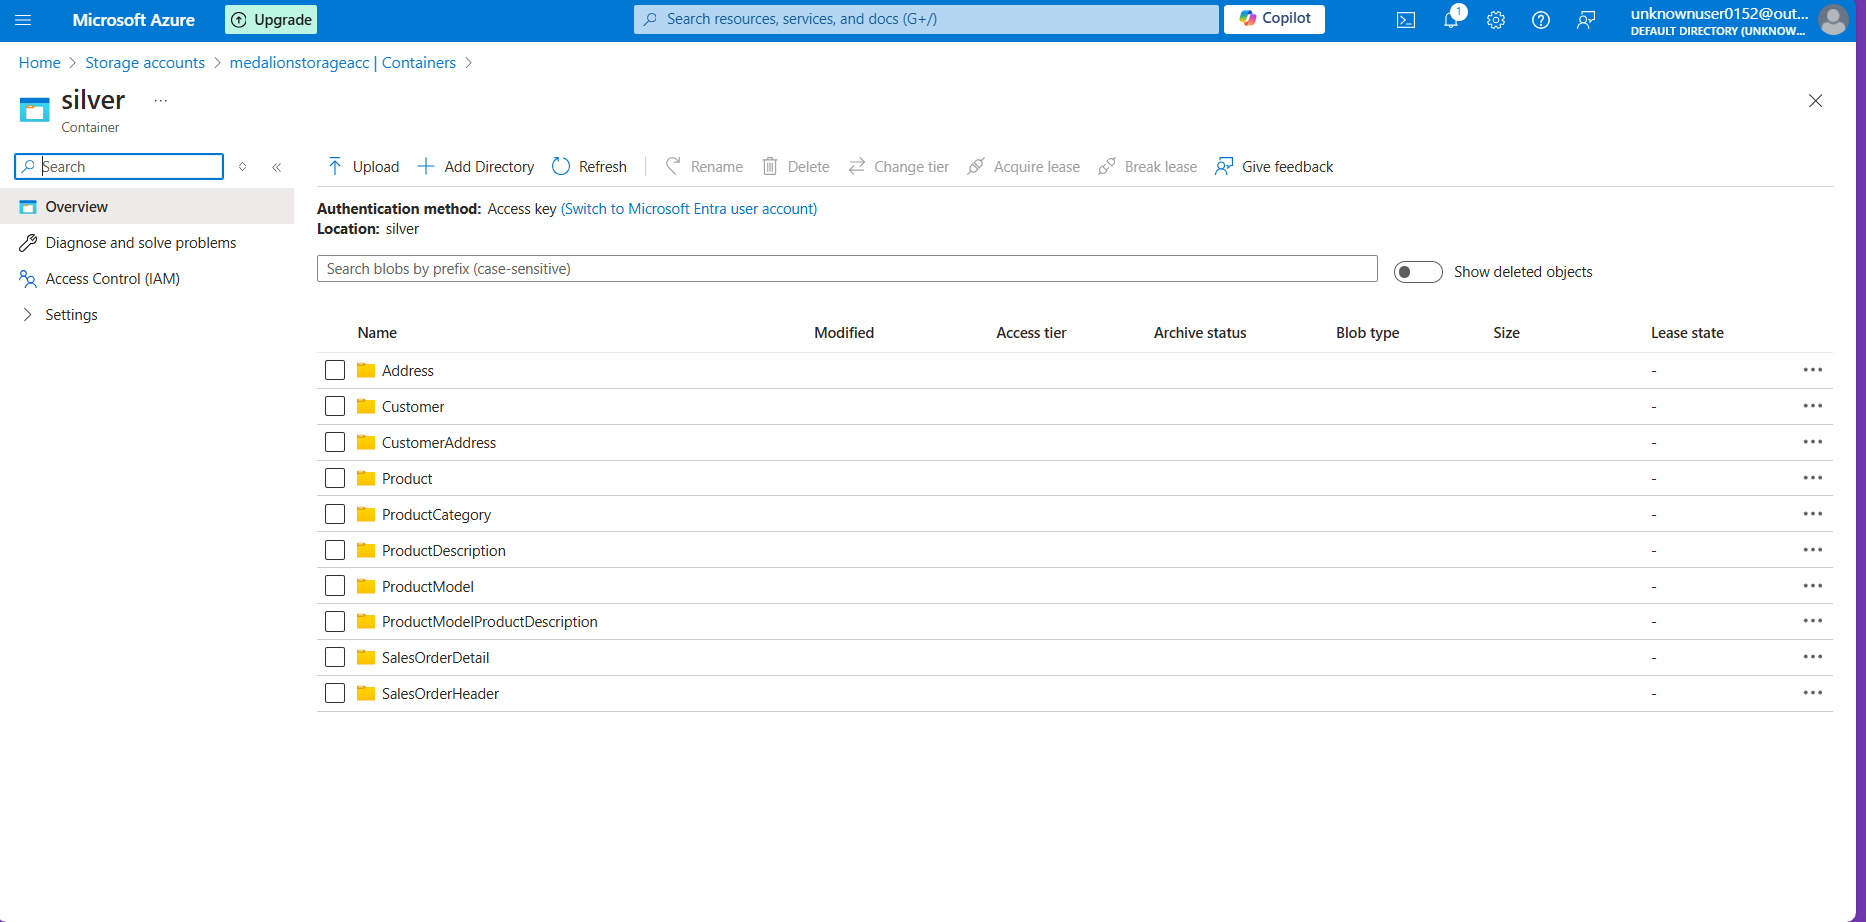 Microsoft Azure
Upgrade
Search resources, services, and docs (G+/)
Copilot
1
unknownuser0152@out...
DEFAULT DIRECTORY (UNKNOW...
Home > Storage accounts > medalionstorageacc | Containers >
silver ...
Container
Search
Overview
Diagnose and solve problems
Access Control (IAM)
Settings
Upload Add Directory Refresh Rename Delete Change tier Acquire lease Break lease Give feedback
Authentication method: Access key (Switch to Microsoft Entra user account)
Location: silver
Search blobs by prefix (case-sensitive)
Show deleted objects
Name Modified Access tier Archive status Blob type Size Lease state
Address -
Customer -
CustomerAddress -
Product -
ProductCategory -
ProductDescription -
ProductModel -
ProductModelProductDescription -
SalesOrderDetail -
SalesOrderHeader -